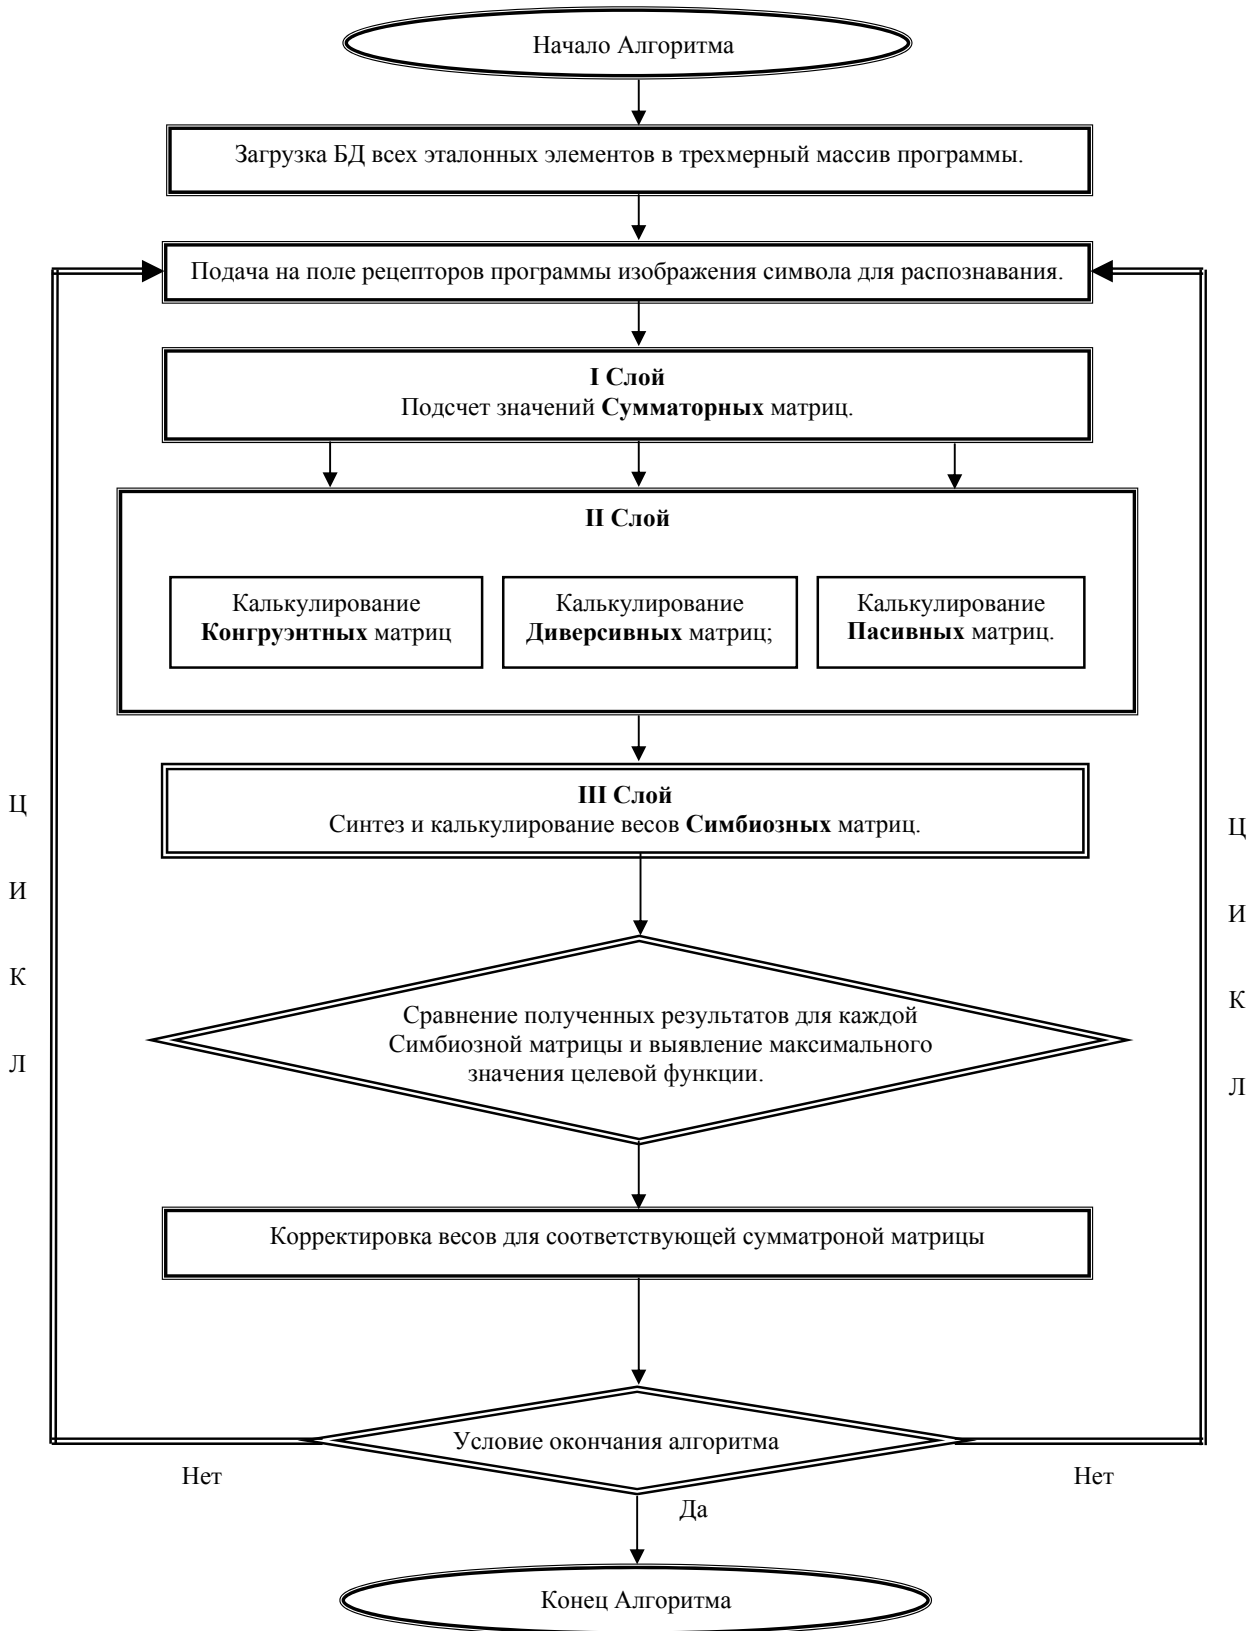 Начало Алгоритма
Загрузка БД всех эталонных элементов в трехмерный массив программы.
Подача на поле рецепторов программы изображения символа для распознавания.
I Слой
Подсчет значений Сумматорных матриц.
II Слой
Калькулирование
Конгруэнтных матриц
Калькулирование
Диверсивных матриц;
Калькулирование
Пасивных матриц.
III Слой
Синтез и калькулирование весов Симбиозных матриц.
Ц
И
К
Л
Ц
И
К
Л
Сравнение полученных результатов для каждой
Симбиозной матрицы и выявление максимального
значения целевой функции.
Корректировка весов для соответствующей сумматроной матрицы
Условие окончания алгоритма
Нет
Нет
Да
Конец Алгоритма